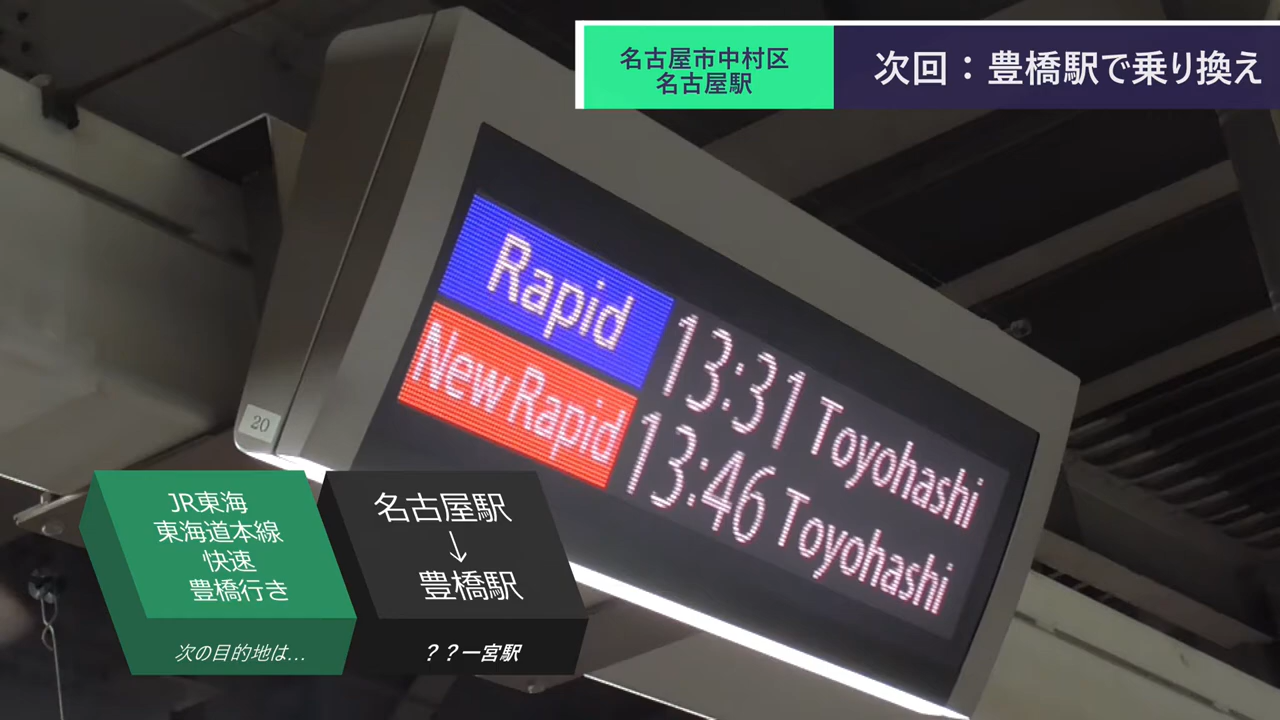 名古屋市中村区
名古屋駅
次回：豊橋駅で乗り換え
Rapid 13:31 Toyohashi
New Rapid 13:46 Toyohashi
20
JR東海
東海道本線
快速
豊橋行き
次の目的地は…
名古屋駅
↓
豊橋駅
？？一宮駅